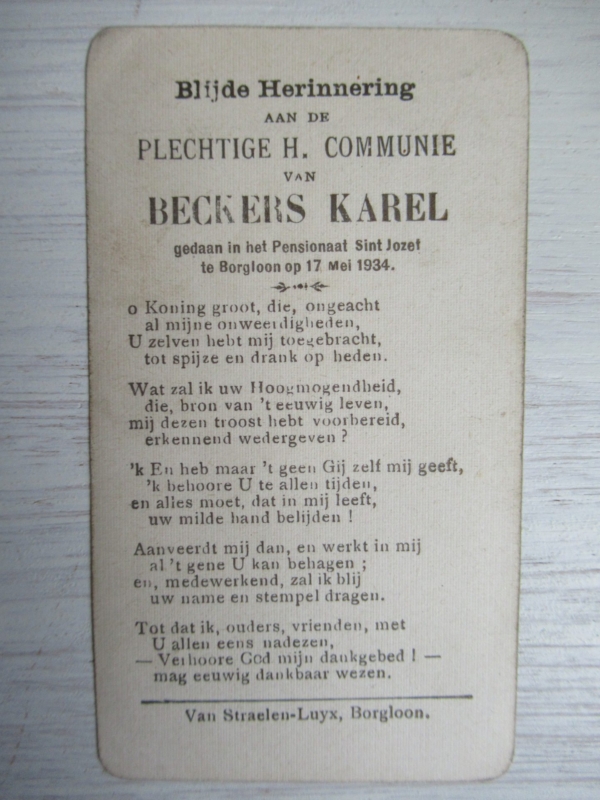 Blijde Herinnering
AAN DE
PLECHTIGE H. COMMUNIE
VAN
BECKERS KAREL
gedaan in het Pensionaat Sint Jozef
te Borgloon op 17 Mei 1934.
o Koning groot, die, ongeacht
al mijne onweerdigheden,
U zelven hebt mij toegebracht,
tot spijze en drank op heden.
Wat zal ik uw Hoogmogendheid,
die, bron van 't eeuwig leven,
mij dezen troost hebt voorbereid,
erkennend wedergeven ?
'k En heb maar 't geen Gij zelf mij geeft,
'k behoore U te allen tijden,
en alles moet, dat in mij leeft,
uw milde hand belijden !
Aanveerdt mij dan, en werkt in mij
al 't gene U kan behagen ;
en, medewerkend, zal ik blij
uw name en stempel dragen.
Tot dat ik, ouders, vrienden, met
U allen eens nadezen,
— Verhoore God mijn dankgebed ! —
mag eeuwig dankbaar wezen.
Van Straelen-Luyx, Borgloon.